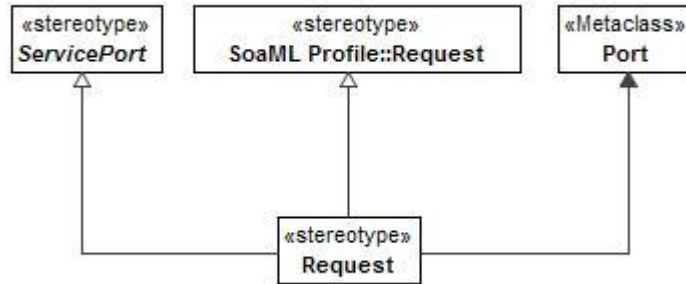 «stereotype»
ServicePort
«stereotype»
SoaML Profile::Request
«Metaclass»
Port
«stereotype»
Request